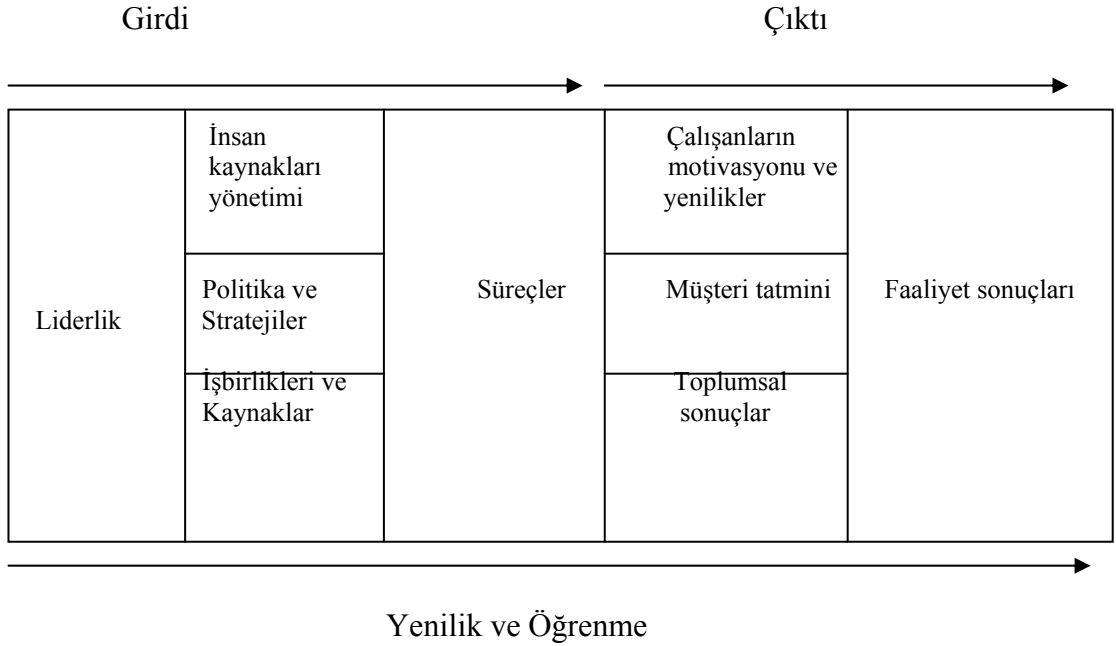 Girdi
Çıktı
İnsan
kaynakları
yönetimi
Çalışanların
motivasyonu ve
yenilikler
Liderlik
Politika ve
Stratejiler
Süreçler
Müşteri tatmini
Faaliyet sonuçları
İşbirlikleri ve
Kaynaklar
Toplumsal
sonuçlar
Yenilik ve Öğrenme